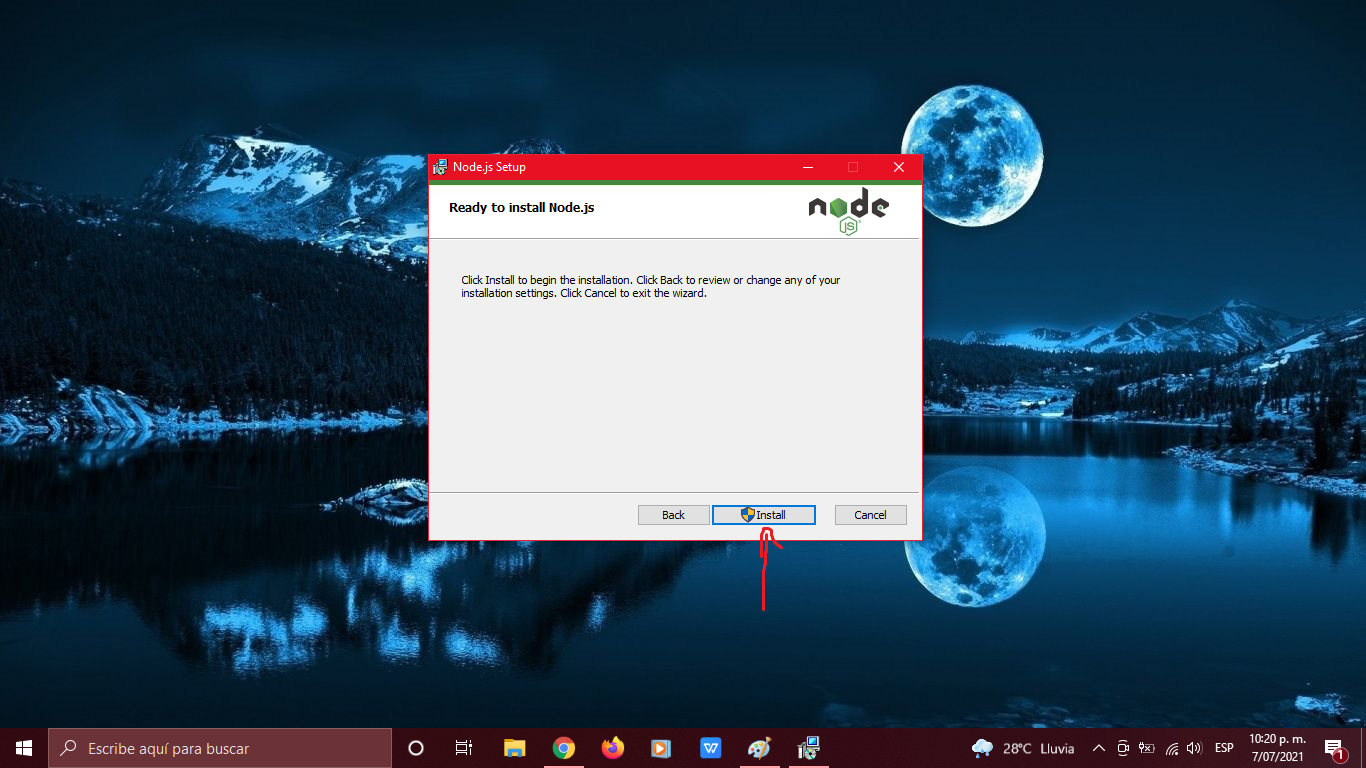 Node.js Setup
Ready to install Node.js
node
JS
Click Install to begin the installation. Click Back to review or change any of your
installation settings. Click Cancel to exit the wizard.
Back
Install
Cancel
Escribe aquí para buscar
W
28°C Lluvia
ESP
10:20 p. m.
7/07/2021
1